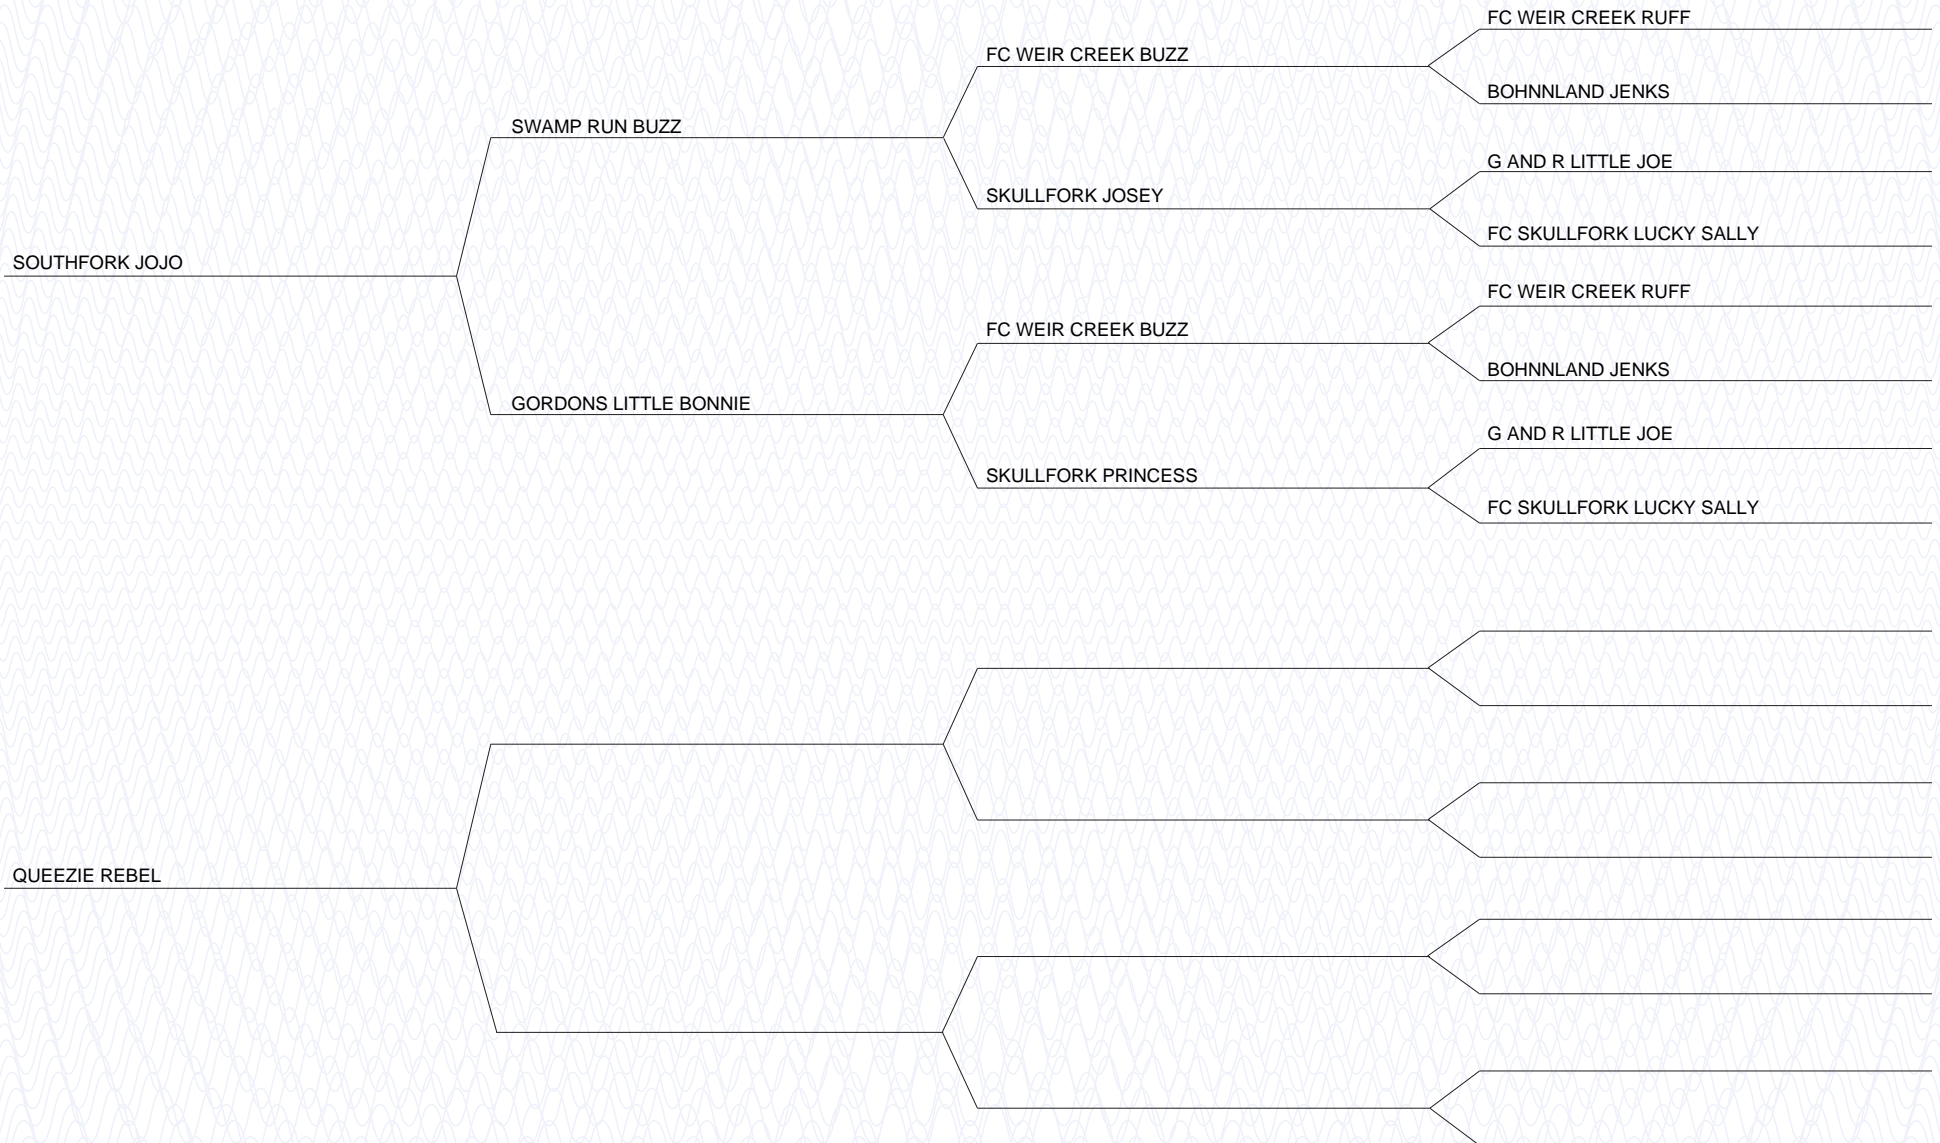 FC WEIR CREEK RUFF
FC WEIR CREEK BUZZ
BOHNNLAND JENKS
SWAMP RUN BUZZ
G AND R LITTLE JOE
SKULLFORK JOSEY
FC SKULLFORK LUCKY SALLY
SOUTHFORK JOJO
FC WEIR CREEK RUFF
FC WEIR CREEK BUZZ
BOHNNLAND JENKS
GORDONS LITTLE BONNIE
G AND R LITTLE JOE
SKULLFORK PRINCESS
FC SKULLFORK LUCKY SALLY
QUEEZIE REBEL